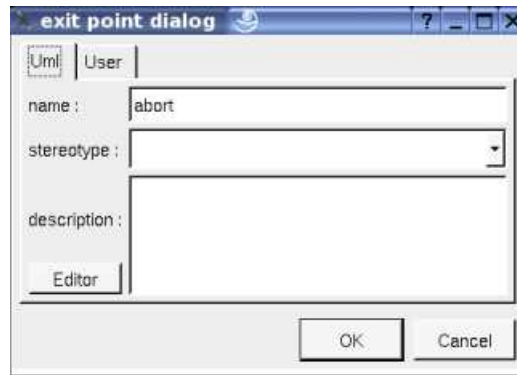 exit point dialog ? _ X
Uml User
name : abort
stereotype :
description :
Editor
OK Cancel